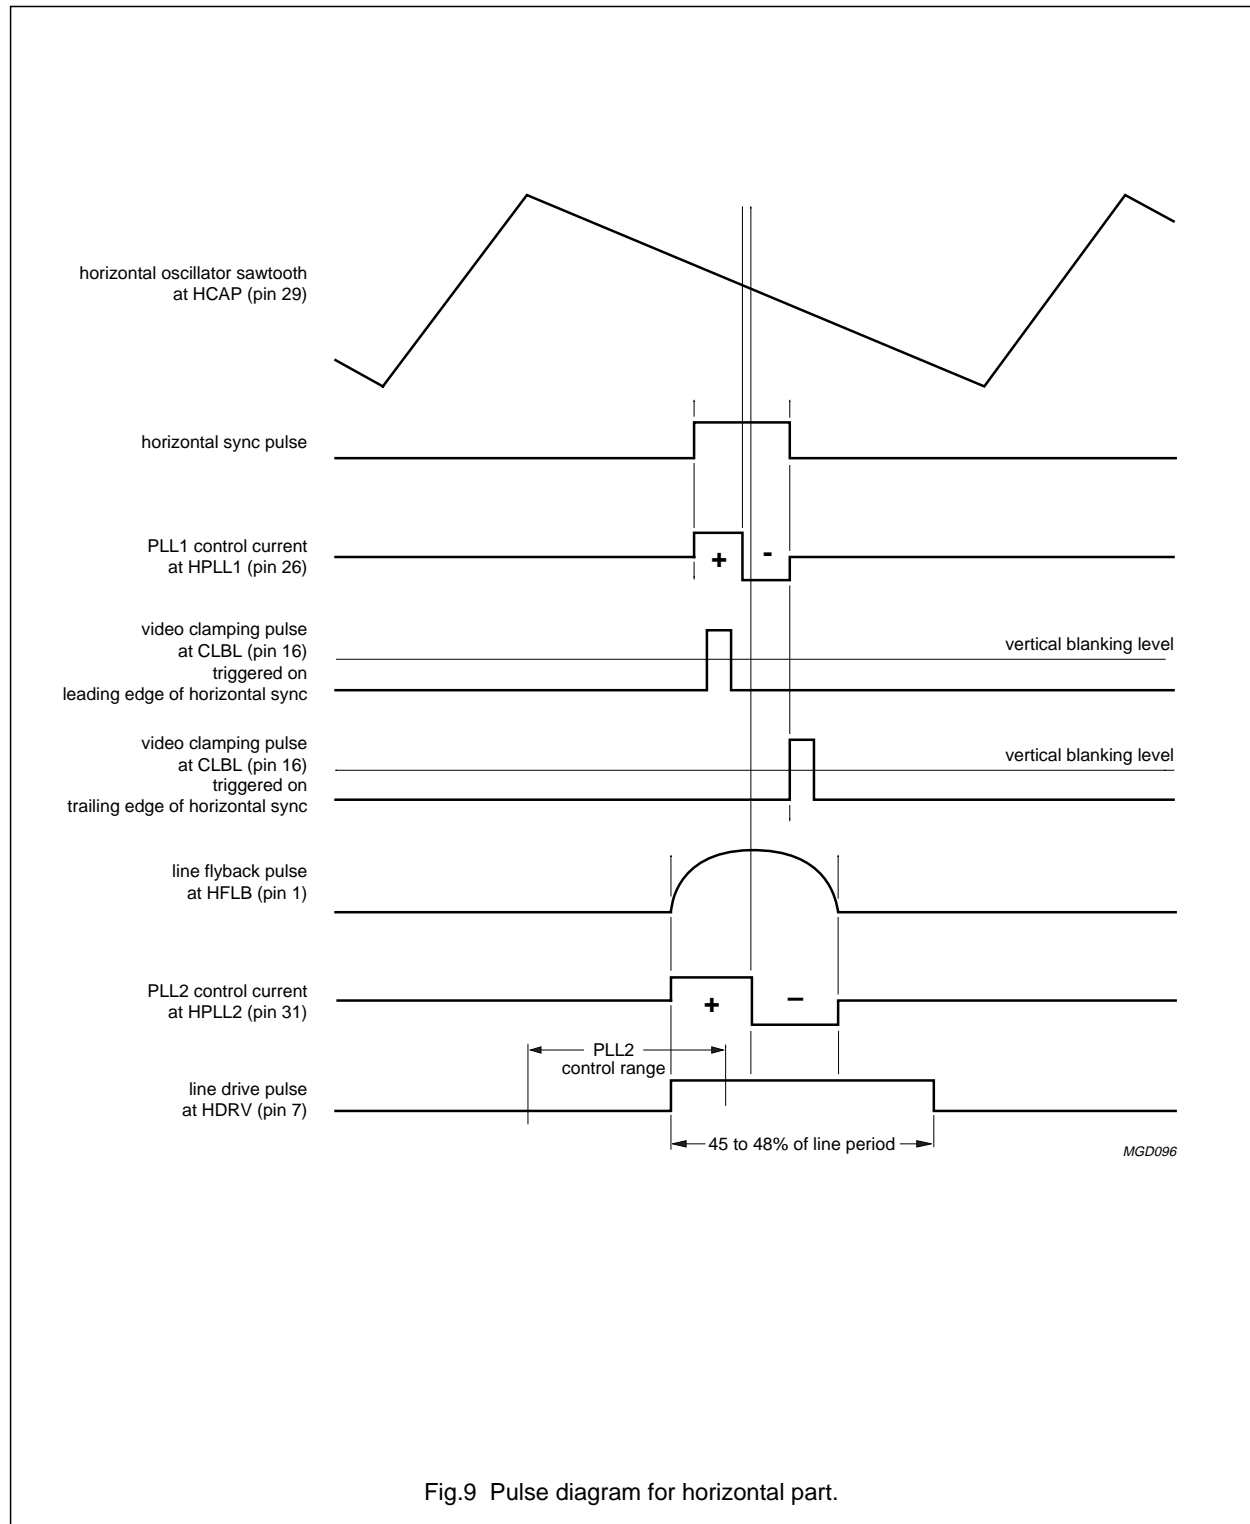 horizontal oscillator sawtooth
at HCAP (pin 29)
horizontal sync pulse
PLL1 control current
at HPLL1 (pin 26)
+
-
video clamping pulse
at CLBL (pin 16)
triggered on
leading edge of horizontal sync
vertical blanking level
video clamping pulse
at CLBL (pin 16)
triggered on
trailing edge of horizontal sync
vertical blanking level
line flyback pulse
at HFLB (pin 1)
PLL2 control current
at HPLL2 (pin 31)
+
−
PLL2
control range
line drive pulse
at HDRV (pin 7)
45 to 48% of line period
MGD096
Fig.9 Pulse diagram for horizontal part.